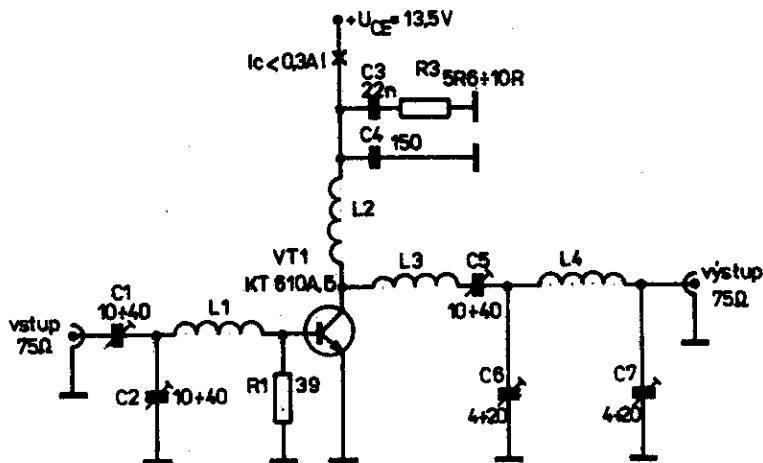 +U_CE = 13,5V
Ic < 0,3A!
C3
22n
R3
5R6÷10R
C4
150
L2
VT1
KT 610A,Б
L3
C5
10÷40
L4
výstup
75Ω
C1
10÷40
vstup
75Ω
L1
C2
10÷40
R1
39
C6
4÷20
C7
4÷20